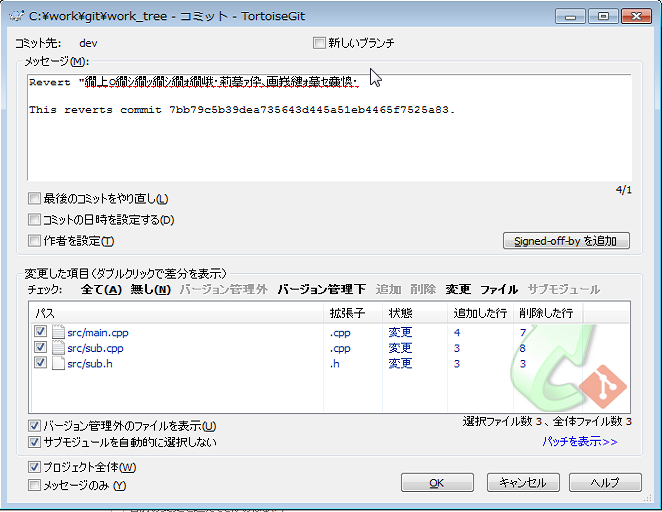 C:¥work¥git¥work_tree - コミット - TortoiseGit
コミット先: dev
新しいブランチ
メッセージ(M):
Revert "
This reverts commit 7bb79c5b39dea735643d445a51eb4465f7525a83.
4/1
最後のコミットをやり直し(L)
コミットの日時を設定する(D)
作者を設定(T)
Signed-off-by を追加
変更した項目(ダブルクリックで差分を表示)
チェック: 全て(A) 無し(N) バージョン管理外 バージョン管理下 追加 削除 変更 ファイル サブモジュール
パス 拡張子 状態 追加した行 削除した行
src/main.cpp .cpp 変更 4 7
src/sub.cpp .cpp 変更 3 8
src/sub.h .h 変更 3 3
バージョン管理外のファイルを表示(U)
選択ファイル数 3 、全体ファイル数 3
サブモジュールを自動的に選択しない
パッチを表示>>
プロジェクト全体(W)
メッセージのみ (Y)
OK キャンセル ヘルプ